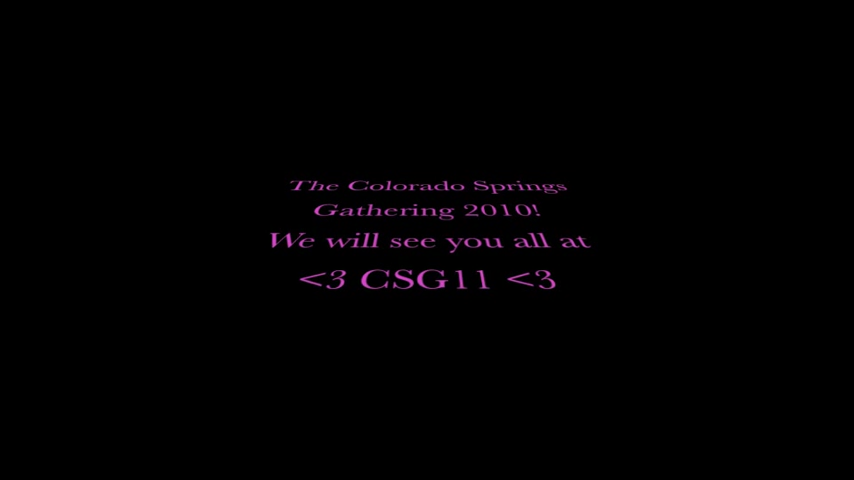 The Colorado Springs
Gathering 2010!
We will see you all at
<3 CSG11 <3